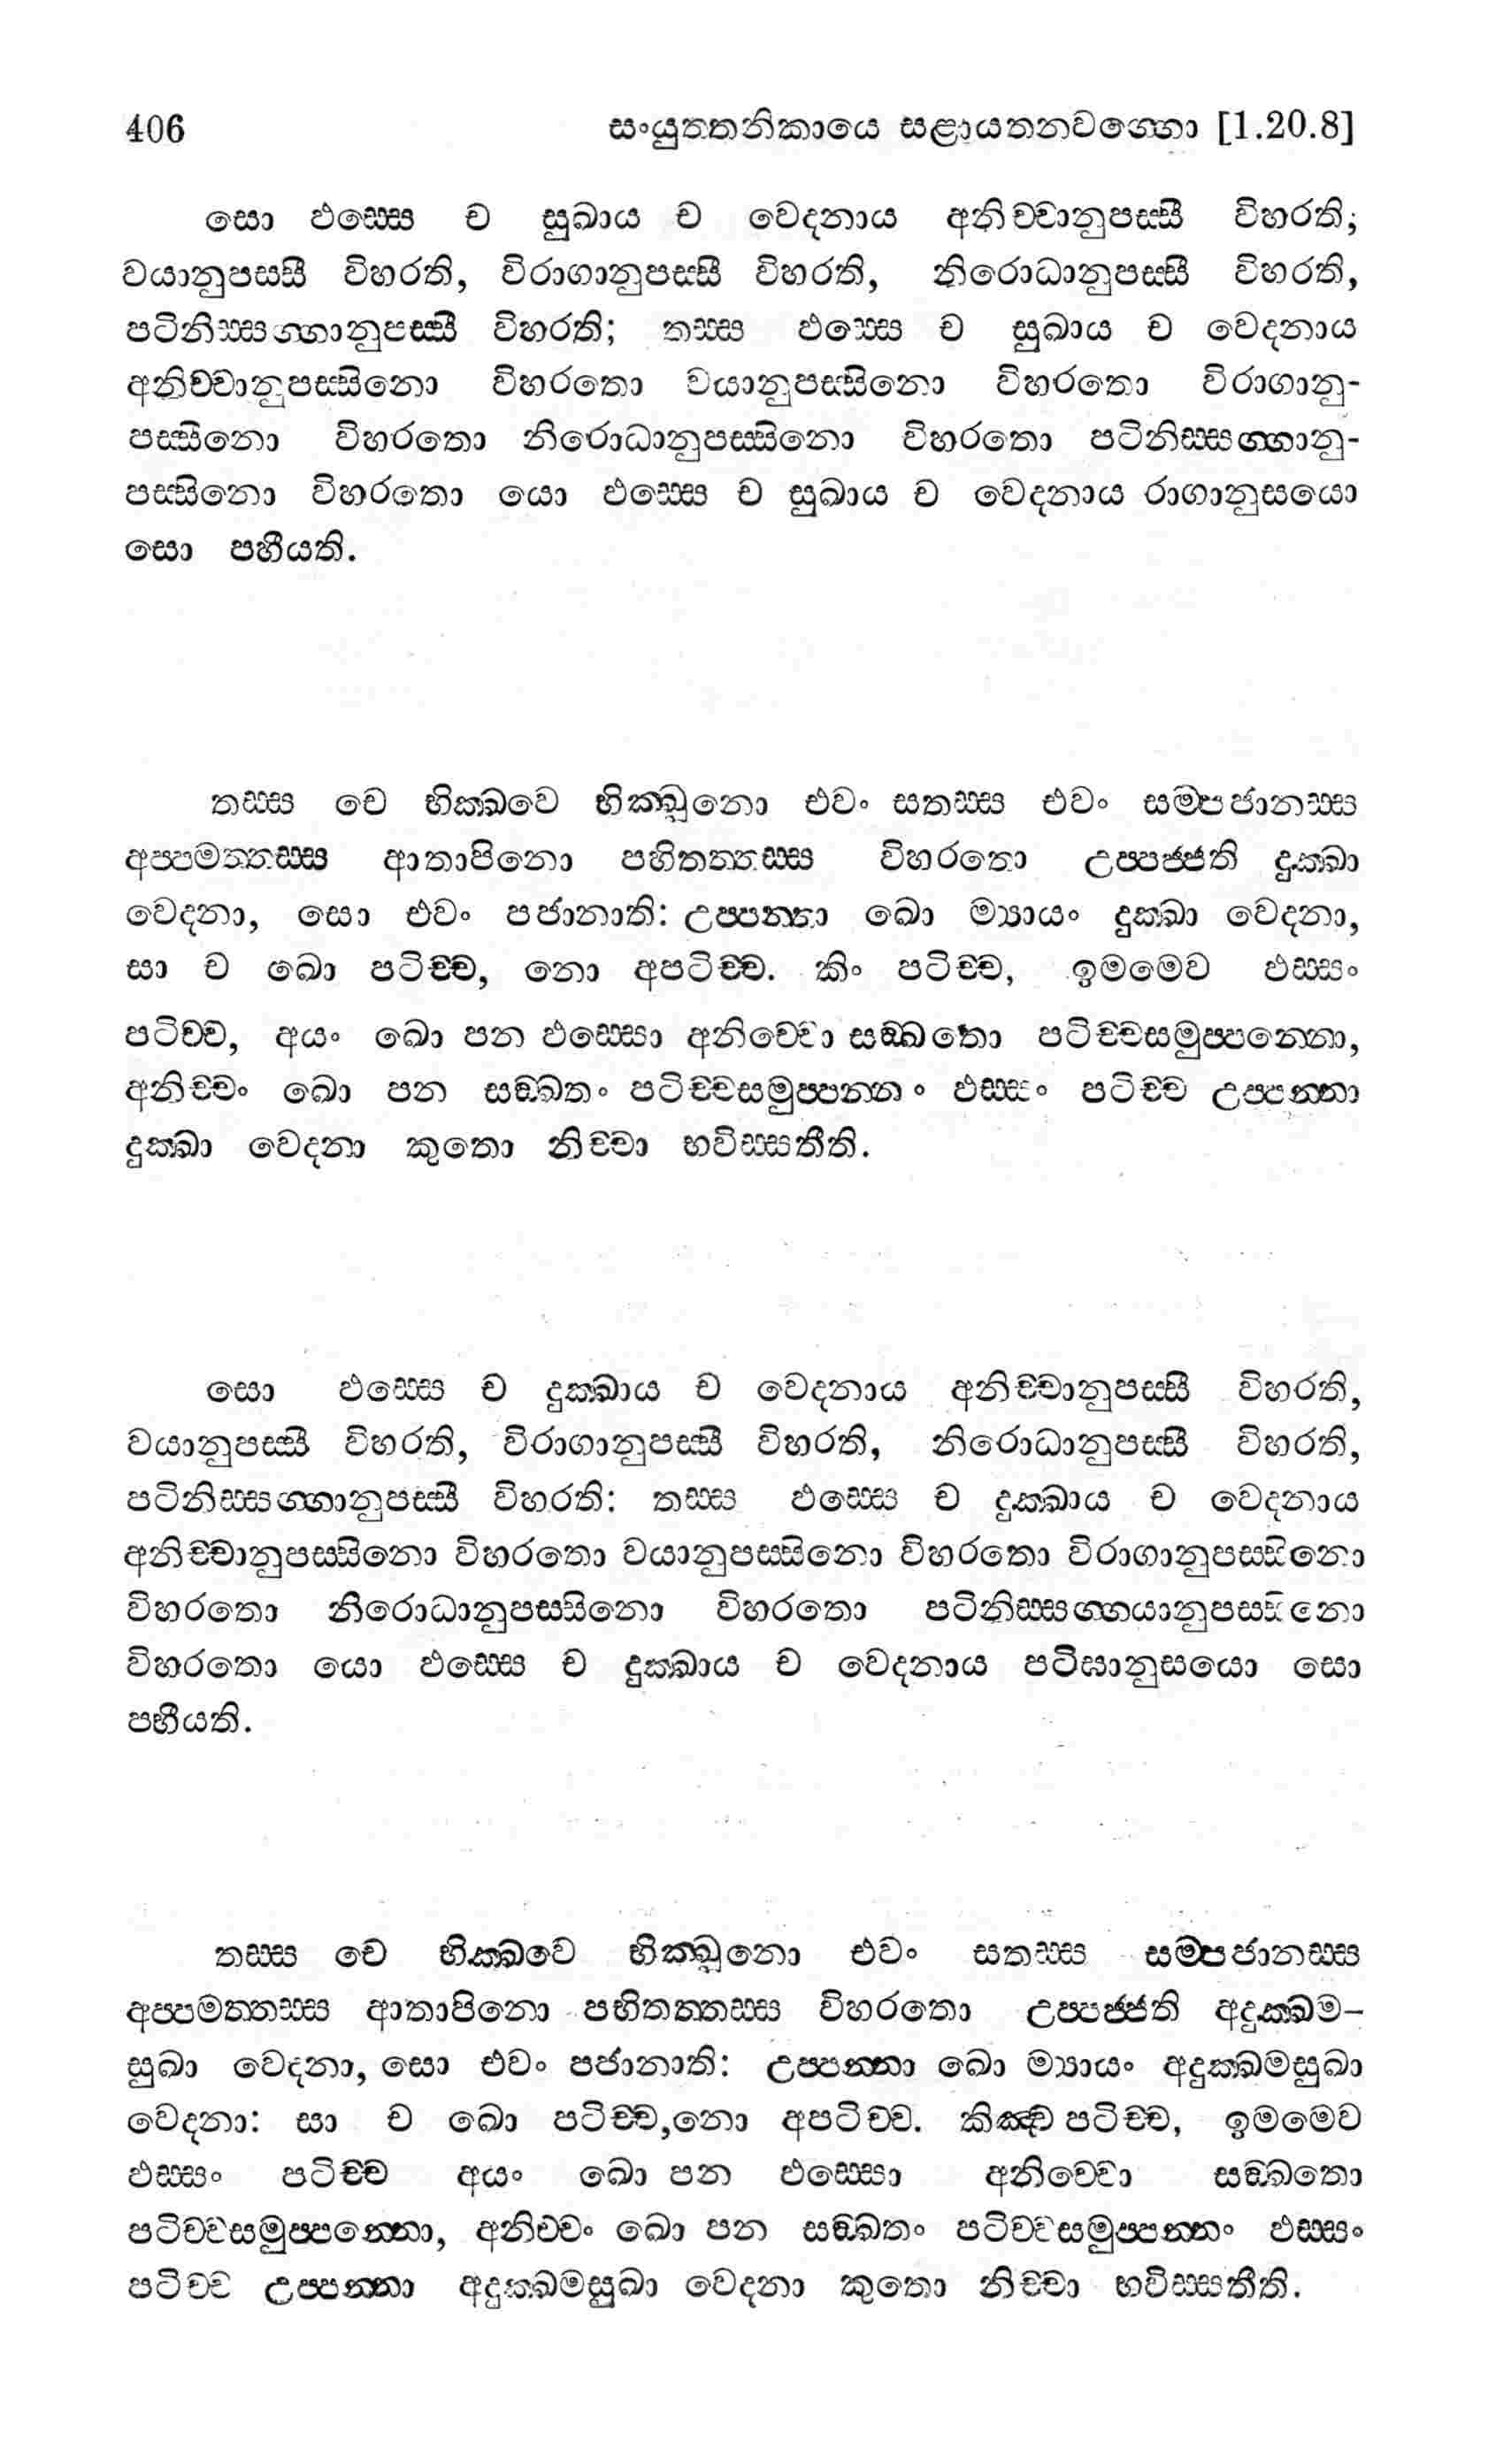 406 සංයුත්තනිකායෙ සළායතනවග්ගො [1.20.8]
සො ඵස්සෙ ච සුඛාය ච වෙදනාය අනිච්චානුපස්සී විහරති;
වයානුපස්සී විහරති, විරාගානුපස්සී විහරති, නිරොධානුපස්සී විහරති,
පටිනිස්සග්ගානුපස්සී විහරති; තස්ස ඵස්සෙ ච සුඛාය ච වෙදනාය
අනිච්චානුපස්සිනො විහරතො වයානුපස්සිනො විහරතො විරාගානු-
පස්සිනො විහරතො නිරොධානුපස්සිනො විහරතො පටිනිස්සග්ගානු-
පස්සිනො විහරතො යො ඵස්සෙ ච සුඛාය ච වෙදනාය රාගානුසයො
සො පහීයති.
තස්ස චෙ භික්ඛවෙ භික්ඛුනො එවං සතස්ස එවං සම්පජානස්ස
අප්පමත්තස්ස ආතාපිනො පහිතත්තස්ස විහරතො උප්පජ්ජති දුක්ඛා
වෙදනා, සො එවං පජානාති: උප්පන්නා ඛො ම්‍යායං දුක්ඛා වෙදනා,
සා ච ඛො පටිච්ච, නො අපටිච්ච. කිං පටිච්ච, ඉමමෙව ඵස්සං
පටිච්ච, අයං ඛො පන ඵස්සො අනිච්චො සඞ්ඛතො පටිච්චසමුප්පන්නො,
අනිච්චං ඛො පන සඞ්ඛතං පටිච්චසමුප්පන්නං ඵස්සං පටිච්ච උප්පන්නා
දුක්ඛා වෙදනා කුතො නිච්චා භවිස්සතීති.
සො ඵස්සෙ ච දුක්ඛාය ච වෙදනාය අනිච්චානුපස්සී විහරති,
වයානුපස්සී විහරති, විරාගානුපස්සී විහරති, නිරොධානුපස්සී විහරති,
පටිනිස්සග්ගානුපස්සී විහරති: තස්ස ඵස්සෙ ච දුක්ඛාය ච වෙදනාය
අනිච්චානුපස්සිනො විහරතො වයානුපස්සිනො විහරතො විරාගානුපස්සිනො
විහරතො නිරොධානුපස්සිනො විහරතො පටිනිස්සග්ගයානුපස්සිනො
විහරතො යො ඵස්සෙ ච දුක්ඛාය ච වෙදනාය පටිඝානුසයො සො
පහීයති.
තස්ස චෙ භික්ඛවෙ භික්ඛුනො එවං සතස්ස සම්පජානස්ස
අප්පමත්තස්ස ආතාපිනො පහිතත්තස්ස විහරතො උප්පජ්ජති අදුක්ඛම-
සුඛා වෙදනා, සො එවං පජානාති: උප්පන්නා ඛො ම්‍යායං අදුක්ඛමසුඛා
වෙදනා: සා ච ඛො පටිච්ච,නො අපටිච්ච. කිඤ්ච පටිච්ච, ඉමමෙව
ඵස්සං පටිච්ච අයං ඛො පන ඵස්සො අනිච්චො සඞ්ඛතො
පටිච්චසමුප්පන්නො, අනිච්චං ඛො පන සඞ්ඛතං පටිච්චසමුප්පන්නං ඵස්සං
පටිච්ච උප්පන්නා අදුක්ඛමසුඛා වෙදනා කුතො නිච්චා භවිස්සතීති.